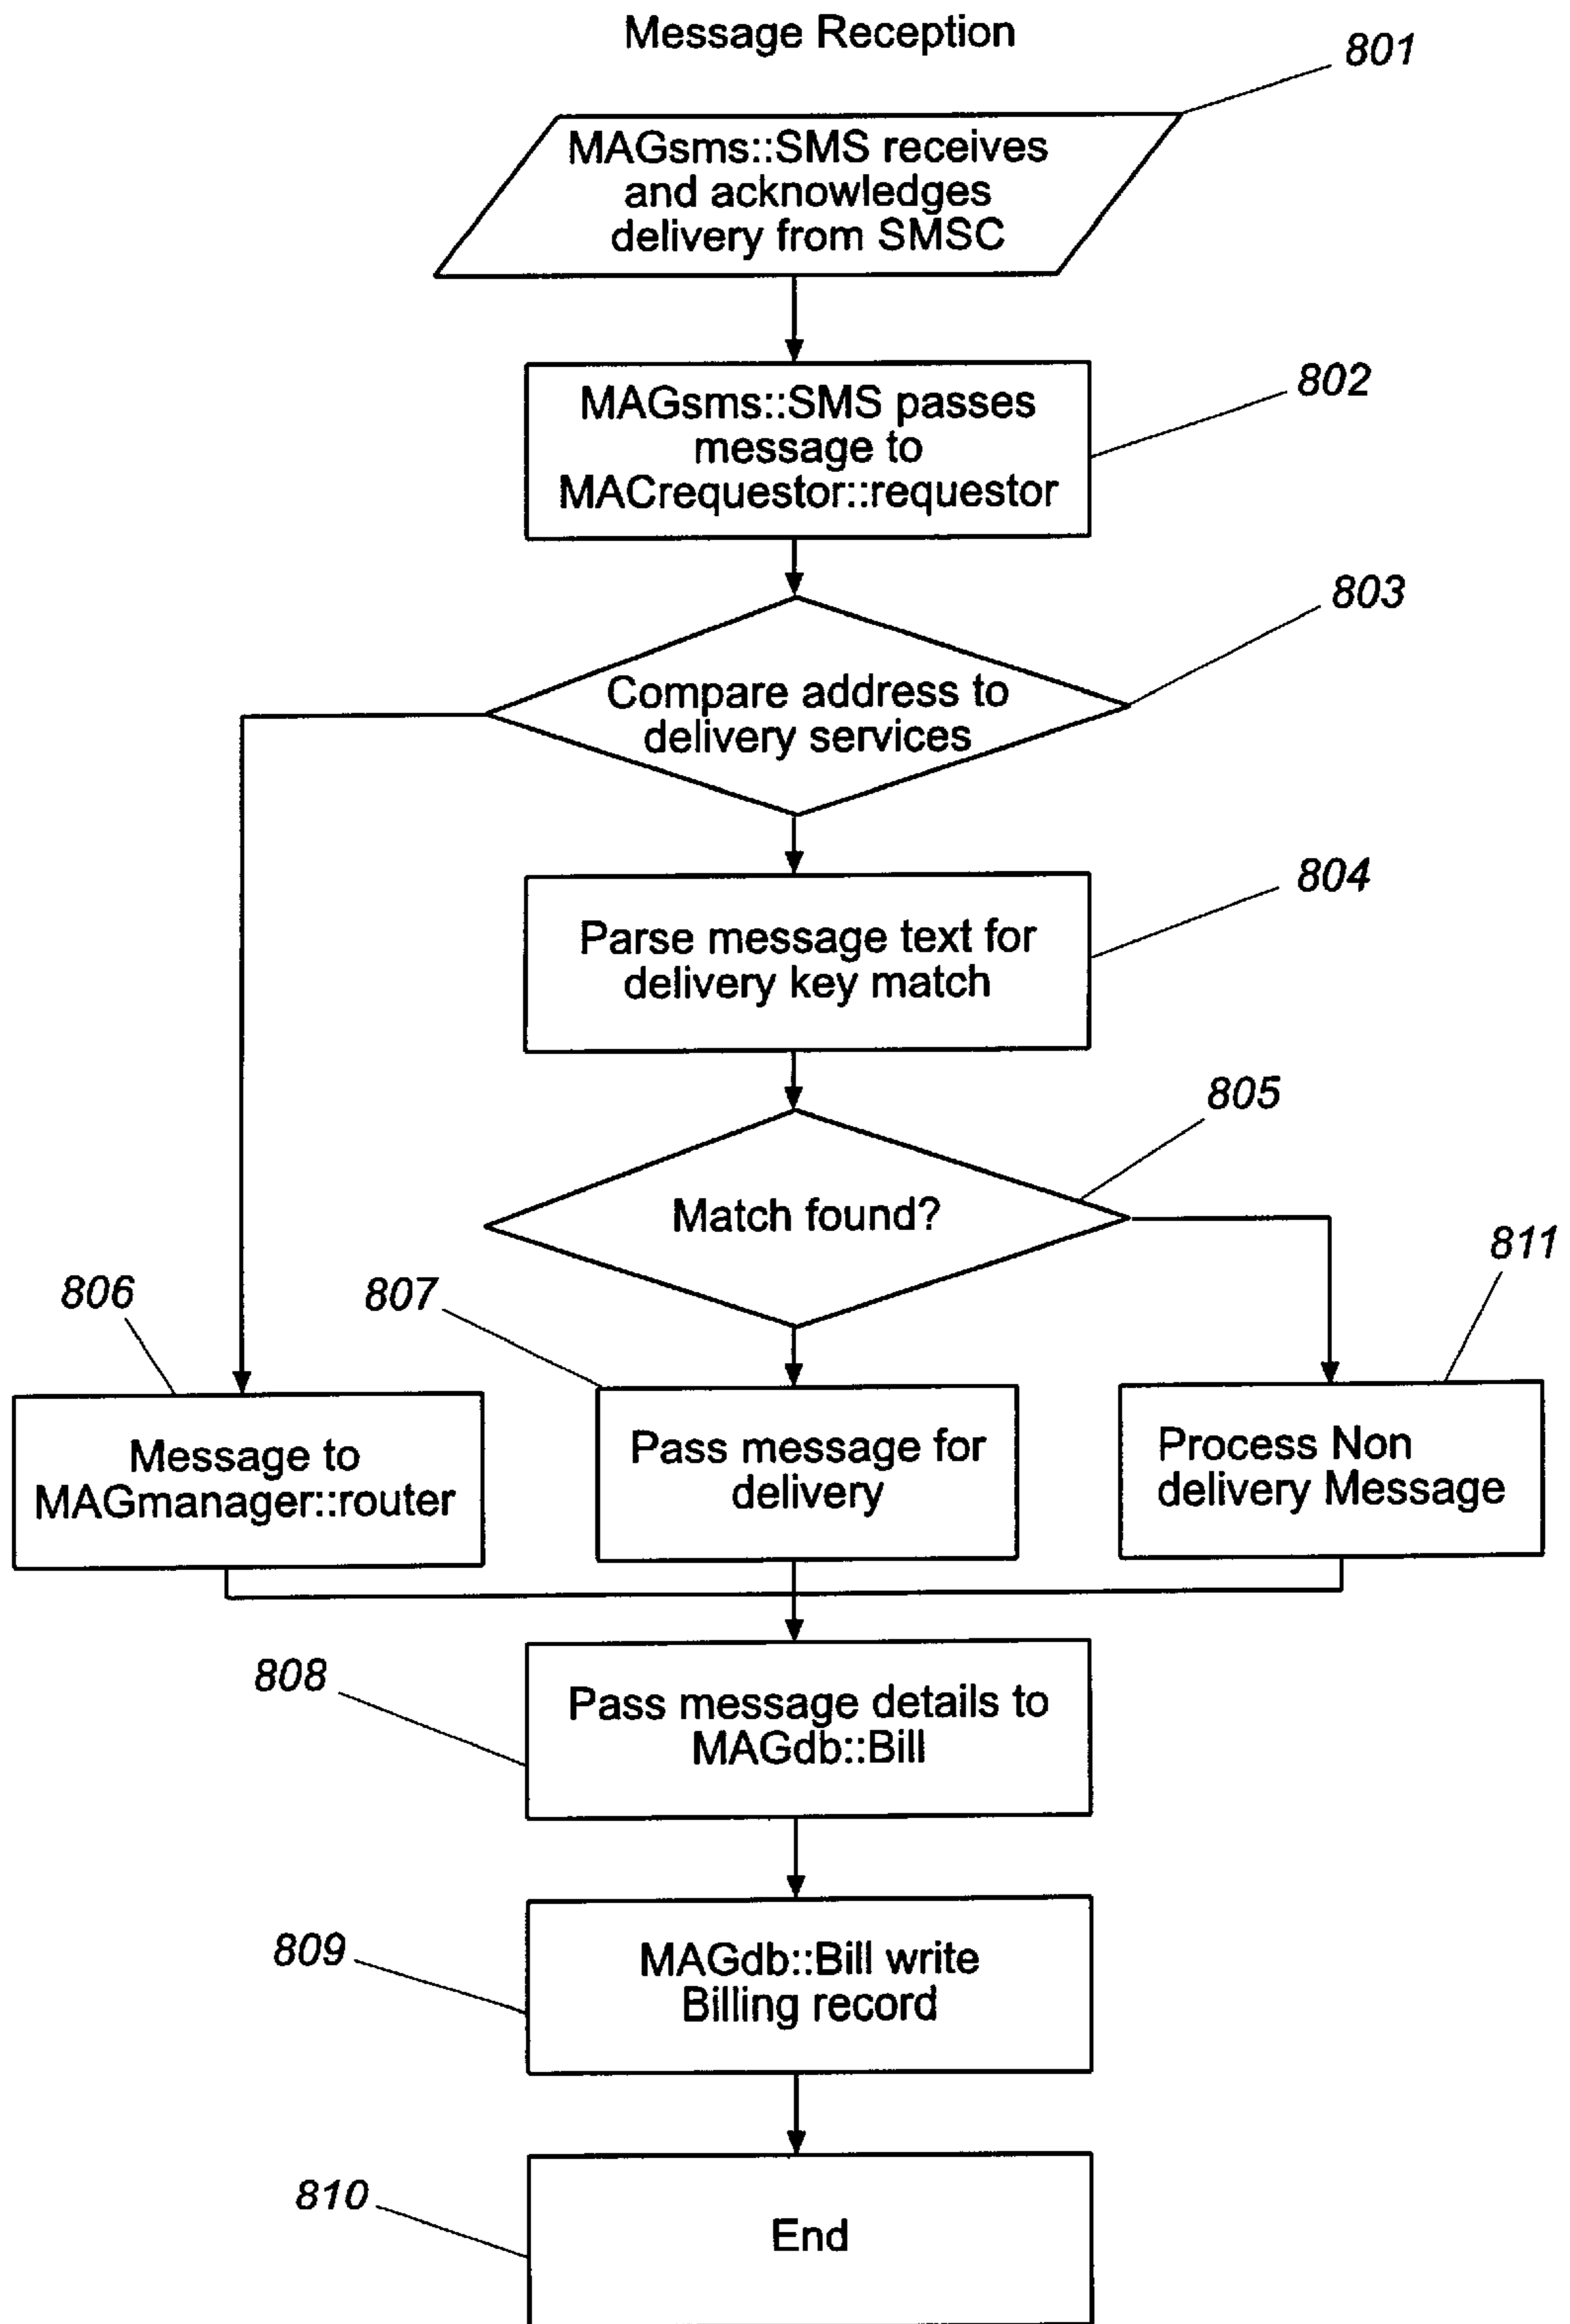 Message Reception
801
MAGsms::SMS receives
and acknowledges
delivery from SMSC
802
MAGsms::SMS passes
message to
MACrequestor::requestor
803
Compare address to
delivery services
804
Parse message text for
delivery key match
805
Match found?
811
806
807
Message to
MAGmanager::router
Pass message for
delivery
Process Non
delivery Message
808
Pass message details to
MAGdb::Bill
809
MAGdb::Bill write
Billing record
810
End